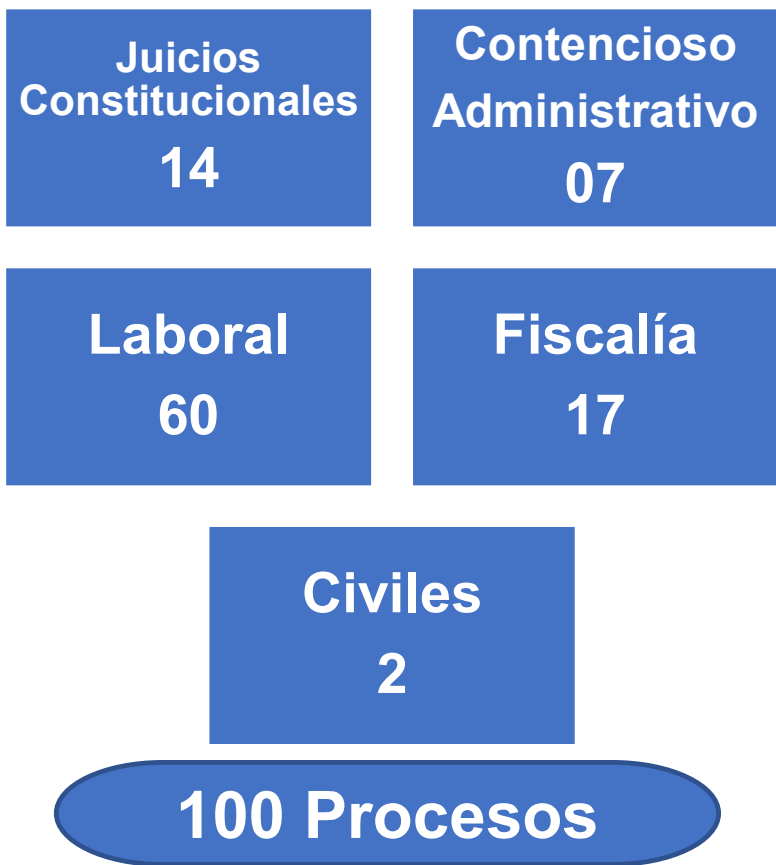 Juicios
Constitucionales
14
Contencioso
Administrativo
07
Laboral
60
Fiscalía
17
Civiles
2
100 Procesos